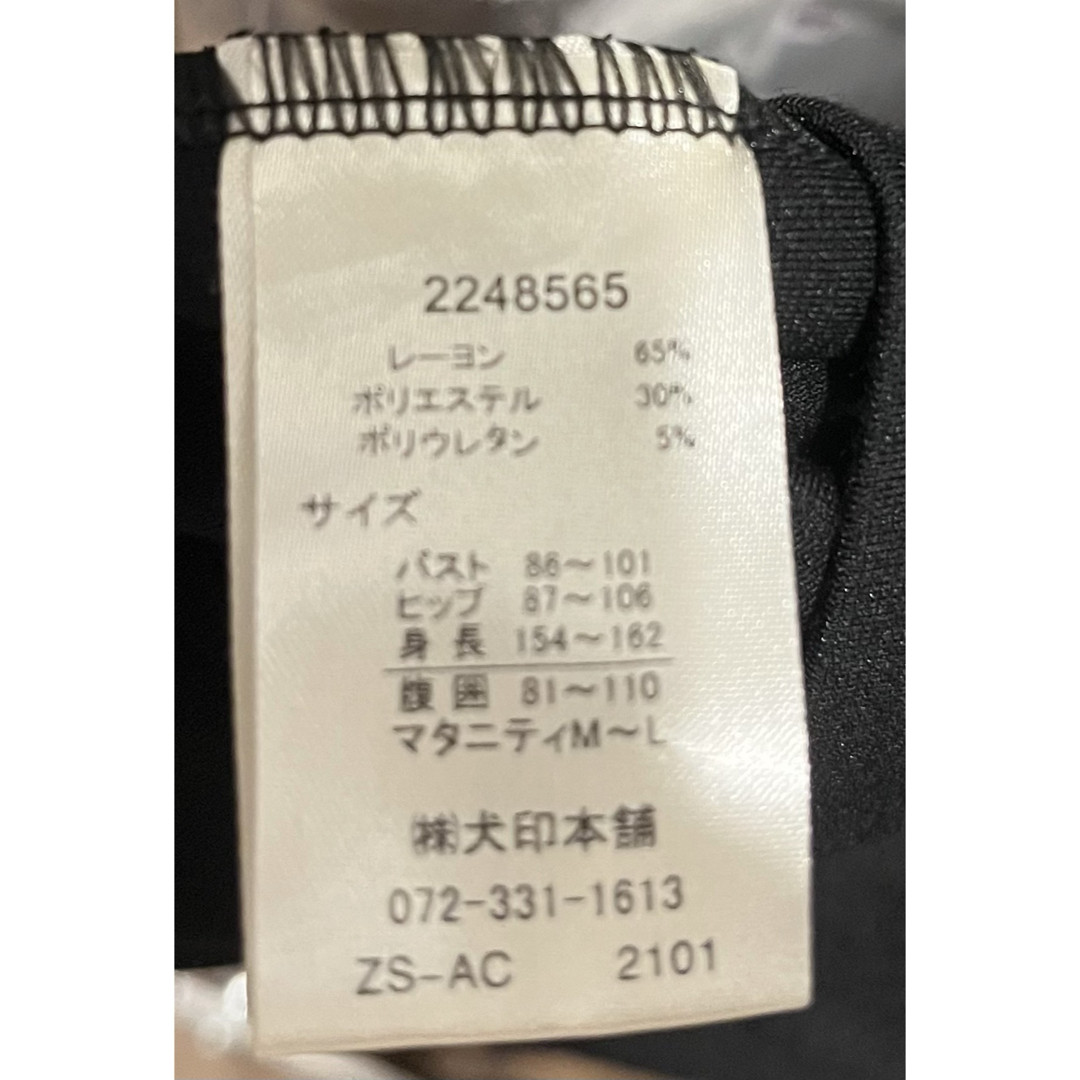 2248565
レーヨン 65%
ポリエステル 30%
ポリウレタン 5%
サイズ
バスト 86〜101
ヒップ 87〜106
身長 154〜162
腹囲 81〜110
マタニティM〜L
㈱犬印本舗
072-331-1613
ZS-AC 2101